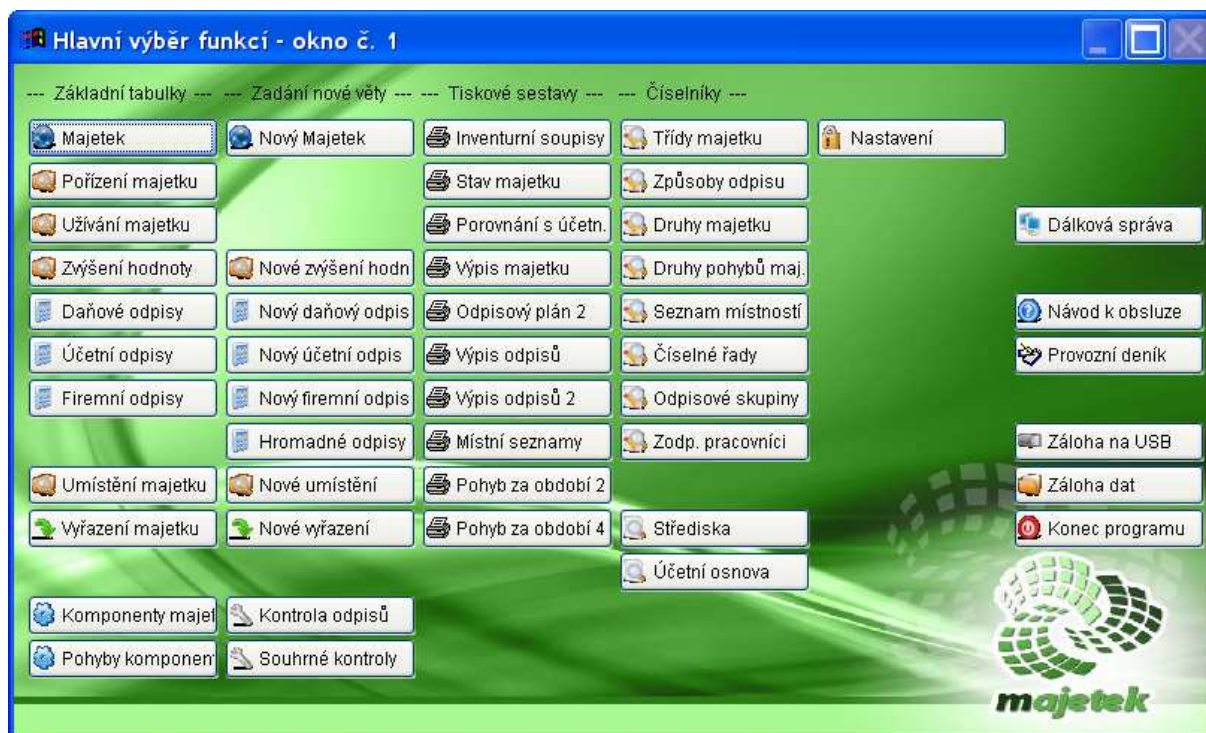 Hlavní výběr funkcí - okno č. 1
--- Základní tabulky --- --- Zadání nové věty --- --- Tiskové sestavy --- --- Číselníky ---
Majetek Nový Majetek Inventurní soupisy Třídy majetku Nastavení
Pořízení majetku Stav majetku Způsoby odpisu
Užívání majetku Porovnání s účetn. Druhy majetku Dálková správa
Zvýšení hodnoty Nové zvýšení hodn Výpis majetku Druhy pohybů maj.
Daňové odpisy Nový daňový odpis Odpisový plán 2 Seznam místností Návod k obsluze
Účetní odpisy Nový účetní odpis Výpis odpisů Číselné řady Provozní deník
Firemní odpisy Nový firemní odpis Výpis odpisů 2 Odpisové skupiny
Hromadné odpisy Místní seznamy Zodp. pracovníci Záloha na USB
Umístění majetku Nové umístění Pohyb za období 2 Záloha dat
Vyřazení majetku Nové vyřazení Pohyb za období 4 Střediska Konec programu
Účetní osnova
Komponenty majet Kontrola odpisů
Pohyby komponen Souhrné kontroly
majetek